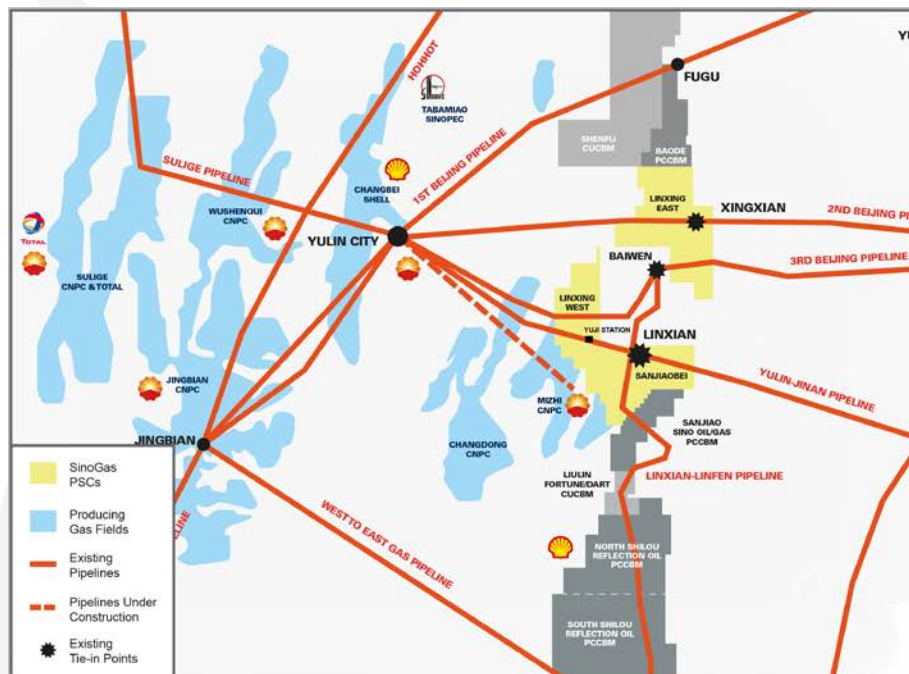 YU
HOHHOT
FUGU
TABAMIAO
SINOPEC
SHENFU
CUCBM
BAODE
PCCBM
SULIGE PIPELINE
CHANGBEI
SHELL
1ST BEIJING PIPELINE
LINXING
EAST
XINGXIAN
WUSHENQUI
CNPC
2ND BEIJING PI
TOTAL
YULIN CITY
BAIWEN
3RD BEIJING PIPELINE
SULIGE
CNPC & TOTAL
LINXING
WEST
YUJI STATION
LINXIAN
JINGBIAN
CNPC
SANJIAOBEI
YULIN-JINAN PIPELINE
MIZHI
CNPC
JINGBIAN
CHANGDONG
CNPC
SANJIAO
SINO OIL/GAS
PCCBM
LIULIN
FORTUNE/DART
CUCBM
LINXIAN-LINFEN PIPELINE
WEST TO EAST GAS PIPELINE
PELINE
NORTH SHILOU
REFLECTION OIL
PCCBM
SOUTH SHILOU
REFLECTION OIL
PCCBM
SinoGas
PSCs
Producing
Gas Fields
Existing
Pipelines
Pipelines Under
Construction
Existing
Tie-in Points